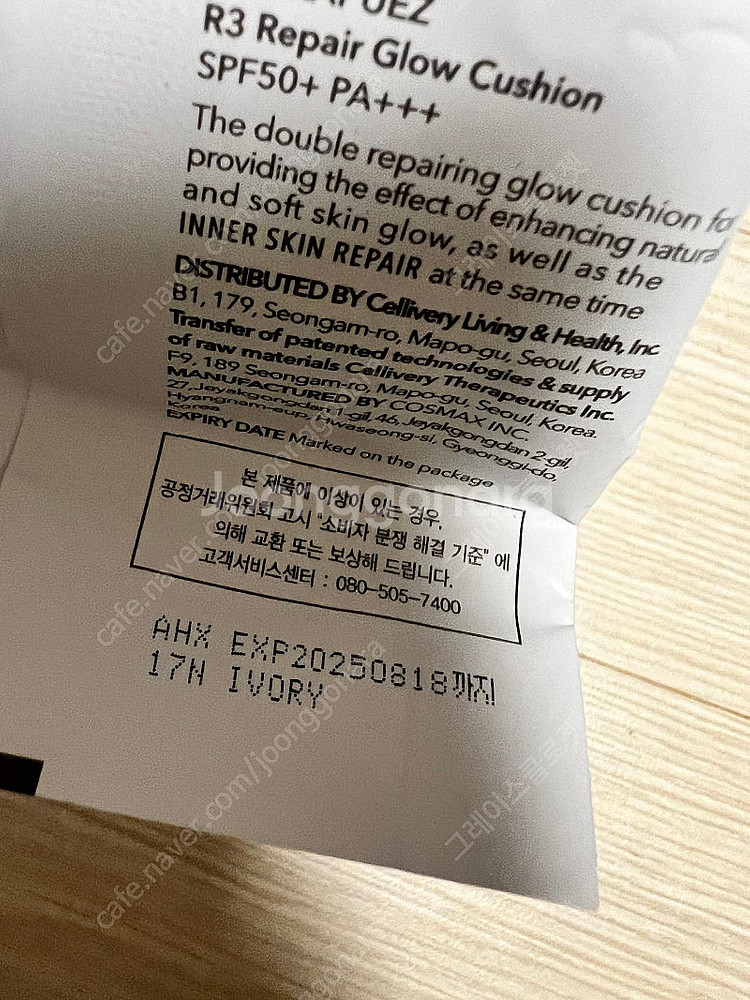 R3 Repair Glow Cushion
SPF50+ PA+++
The double repairing glow cushion for
providing the effect of enhancing natural
and soft skin glow, as well as the
INNER SKIN REPAIR at the same time
DISTRIBUTED BY Cellivery Living & Health, Inc
B1, 179, Seongam-ro, Mapo-gu, Seoul, Korea
Transfer of patented technologies & supply
of raw materials Cellivery Therapeutics Inc.
F9, 189 Seongam-ro, Mapo-gu, Seoul, Korea.
MANUFACTURED BY COSMAX INC.
27, Jeyakgongdan 1-gil, 46, Jeyakgongdan 2-gil,
Hyangnam-eup, Hwaseong-si, Gyeonggi-do,
Korea
EXPIRY DATE Marked on the package
본 제품에 이상이 있는 경우,
공정거래위원회 고시 "소비자 분쟁 해결 기준" 에
의해 교환 또는 보상해 드립니다.
고객서비스센터 : 080-505-7400
AHX EXP20250818까지
17N IVORY
Joonggonara
cafe.naver.com/joonggonara